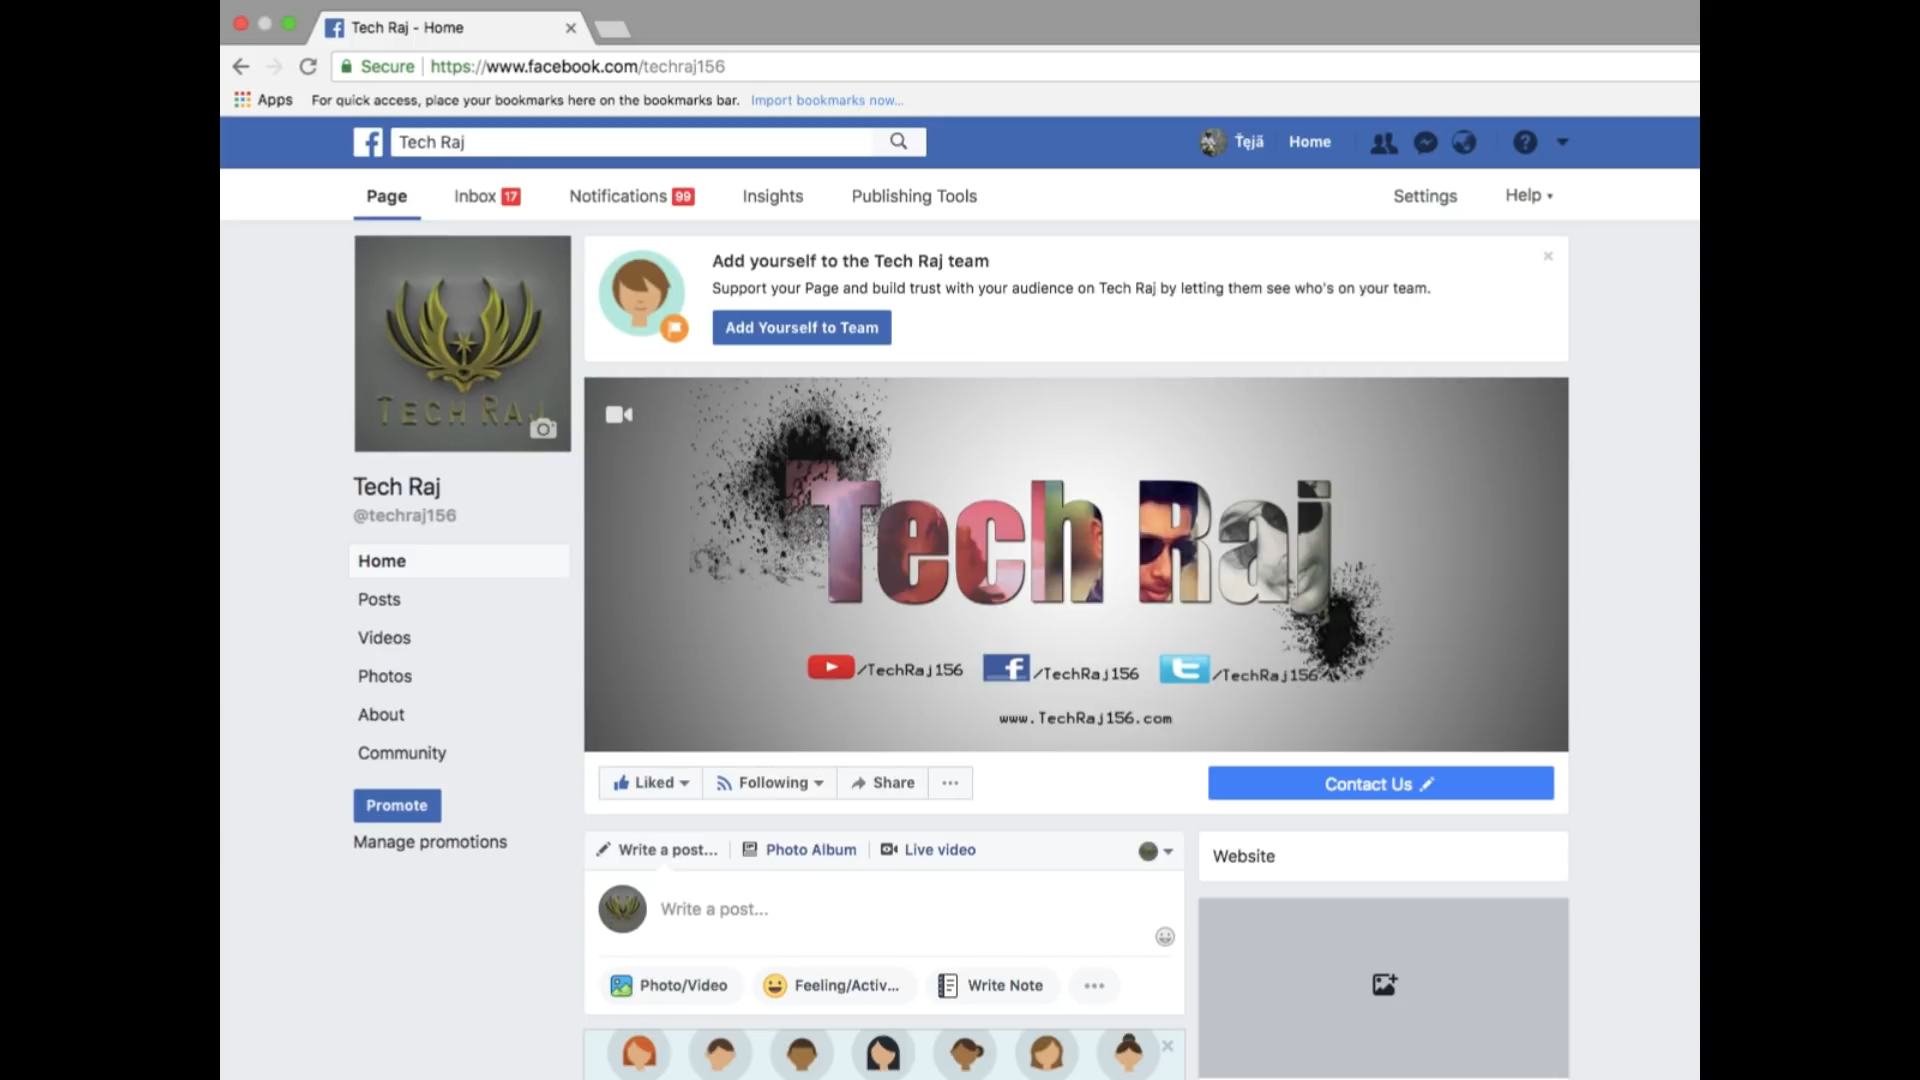 Tech Raj - Home
Secure https://www.facebook.com/techraj156
Apps For quick access, place your bookmarks here on the bookmarks bar. Import bookmarks now...
Tech Raj
Ťęjä Home
Page Inbox 17 Notifications 99 Insights Publishing Tools Settings Help
Add yourself to the Tech Raj team
Support your Page and build trust with your audience on Tech Raj by letting them see who's on your team.
Add Yourself to Team
TECH RAJ
Tech Raj
@techraj156
Home
Posts
Videos
Photos
About
Community
Promote
Manage promotions
Tech Raj
/TechRaj156 /TechRaj156 /TechRaj156
www.TechRaj156.com
Liked Following Share ...
Contact Us
Write a post... Photo Album Live video
Write a post...
Photo/Video Feeling/Activ... Write Note ...
Website